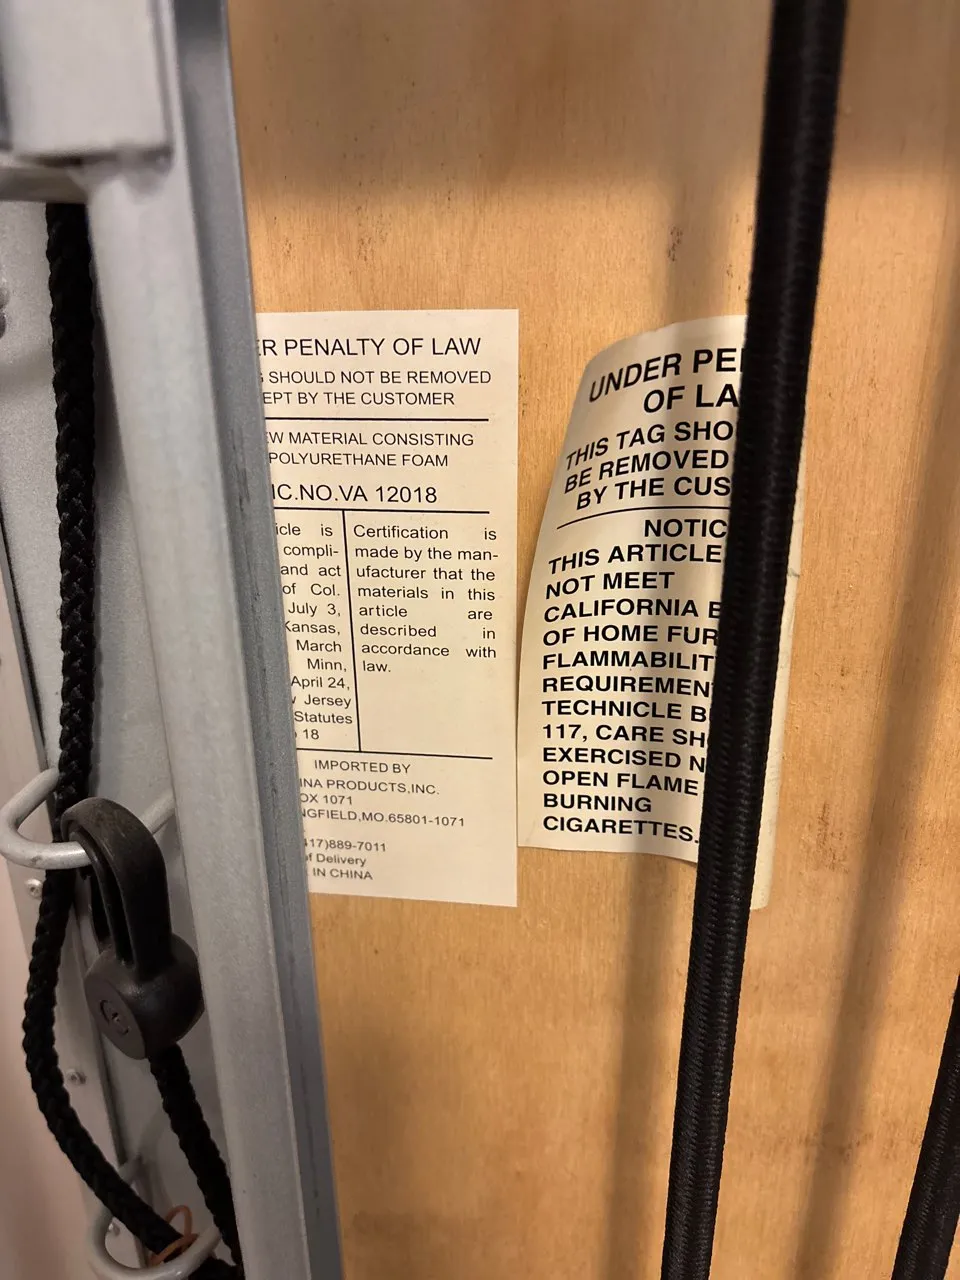 R PENALTY OF LAW
SHOULD NOT BE REMOVED
EPT BY THE CUSTOMER
W MATERIAL CONSISTING
POLYURETHANE FOAM
IC.NO.VA 12018
icle is
compli-
and act
of Col.
July 3,
Kansas,
March
Minn,
April 24,
Jersey
Statutes
18
Certification is
made by the man-
ufacturer that the
materials in this
article are
described in
accordance with
law.
IMPORTED BY
INA PRODUCTS,INC.
OX 1071
NGFIELD,MO.65801-1071
17)889-7011
of Delivery
IN CHINA
UNDER PE
OF LA
THIS TAG SHO
BE REMOVED
BY THE CUS
NOTIC
THIS ARTICLE
NOT MEET
CALIFORNIA B
OF HOME FUR
FLAMMABILIT
REQUIREMEN
TECHNICLE B
117, CARE SH
EXERCISED N
OPEN FLAME
BURNING
CIGARETTES.